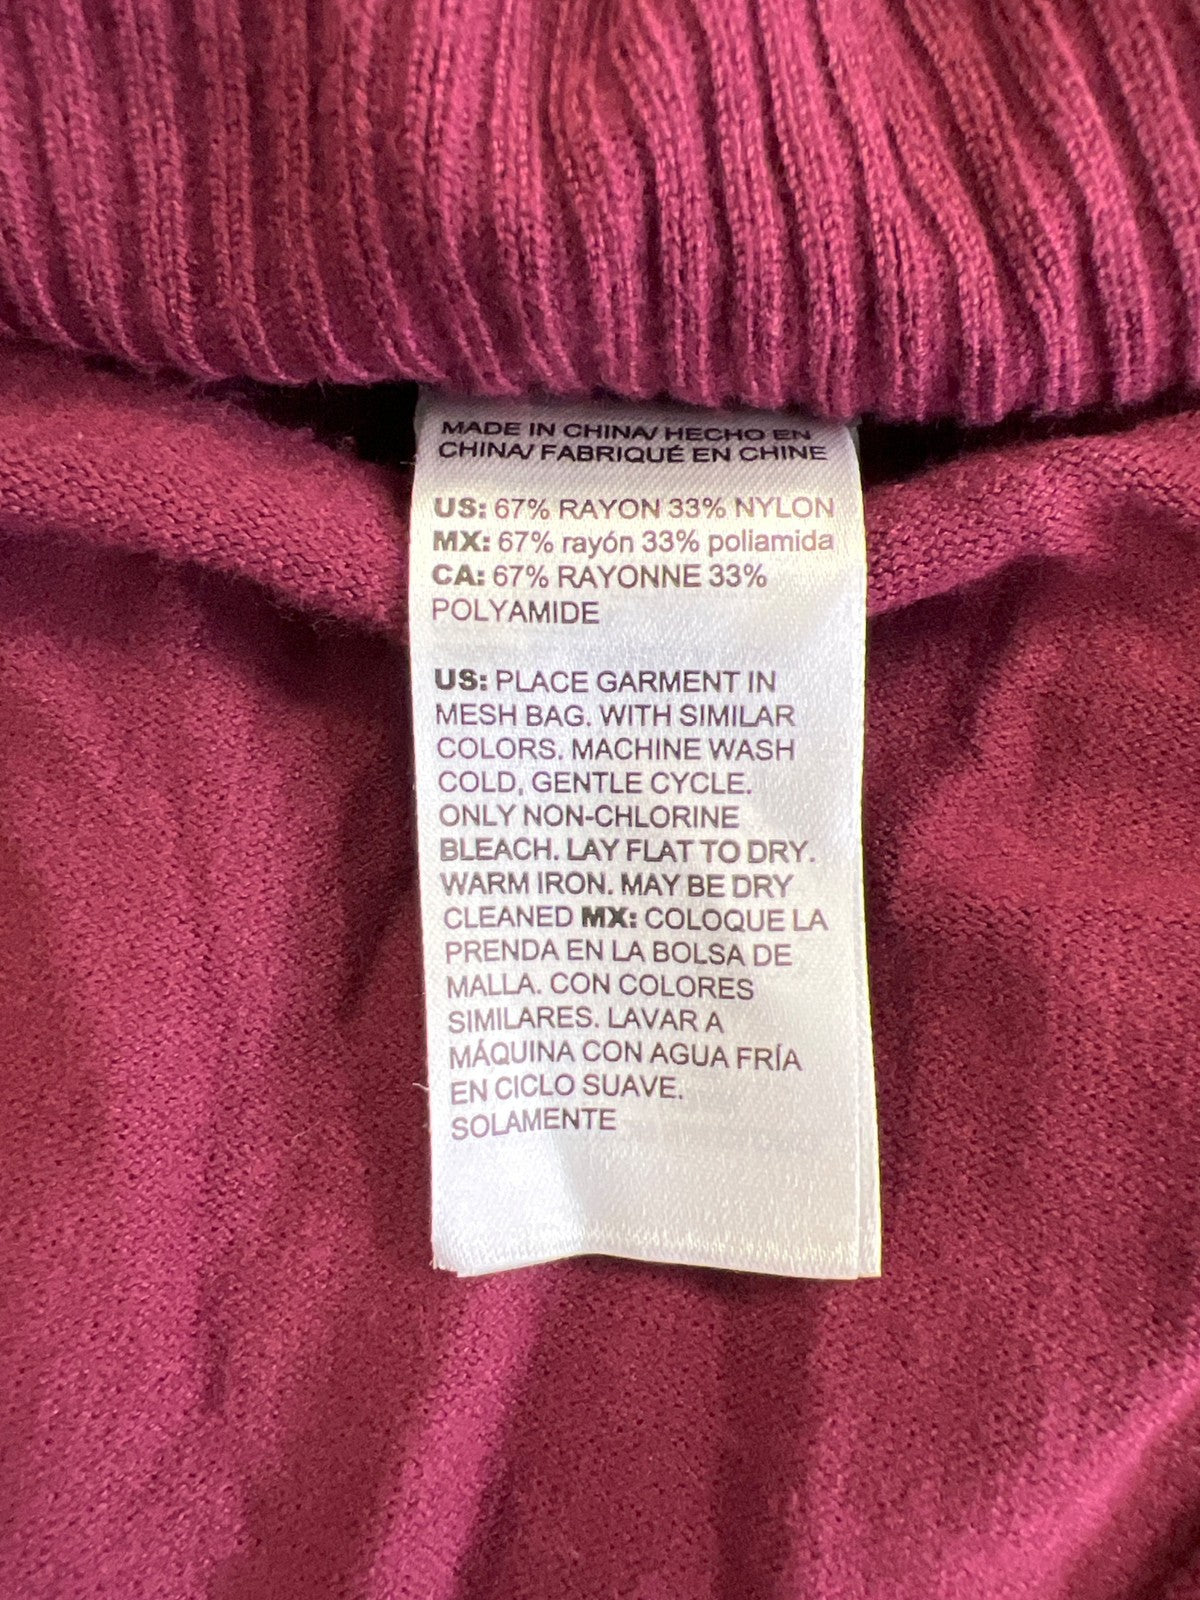 MADE IN CHINA/ HECHO EN
CHINA/ FABRIQUÉ EN CHINE
US: 67% RAYON 33% NYLON
MX: 67% rayón 33% poliamida
CA: 67% RAYONNE 33%
POLYAMIDE
US: PLACE GARMENT IN
MESH BAG. WITH SIMILAR
COLORS. MACHINE WASH
COLD, GENTLE CYCLE.
ONLY NON-CHLORINE
BLEACH. LAY FLAT TO DRY.
WARM IRON. MAY BE DRY
CLEANED MX: COLOQUE LA
PRENDA EN LA BOLSA DE
MALLA. CON COLORES
SIMILARES. LAVAR A
MÁQUINA CON AGUA FRÍA
EN CICLO SUAVE.
SOLAMENTE